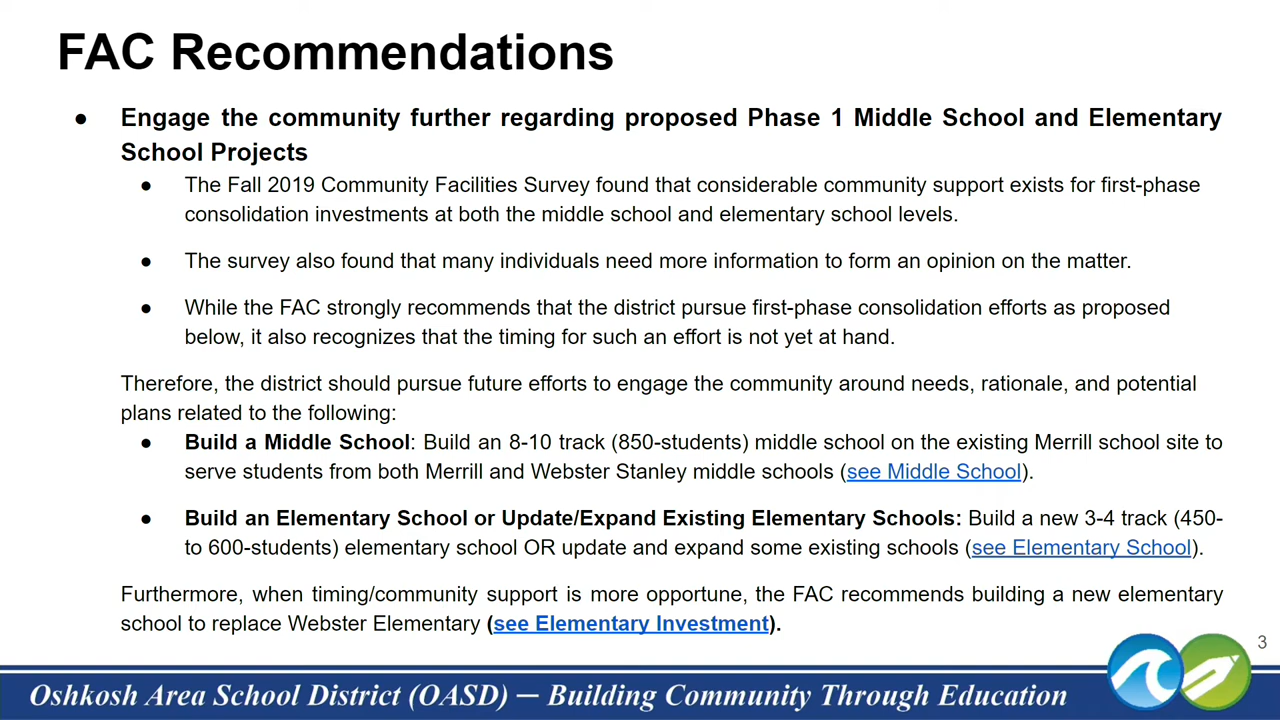 FAC Recommendations
● Engage the community further regarding proposed Phase 1 Middle School and Elementary
School Projects
● The Fall 2019 Community Facilities Survey found that considerable community support exists for first-phase
consolidation investments at both the middle school and elementary school levels.
● The survey also found that many individuals need more information to form an opinion on the matter.
● While the FAC strongly recommends that the district pursue first-phase consolidation efforts as proposed
below, it also recognizes that the timing for such an effort is not yet at hand.
Therefore, the district should pursue future efforts to engage the community around needs, rationale, and potential
plans related to the following:
● Build a Middle School: Build an 8-10 track (850-students) middle school on the existing Merrill school site to
serve students from both Merrill and Webster Stanley middle schools (see Middle School).
● Build an Elementary School or Update/Expand Existing Elementary Schools: Build a new 3-4 track (450-
to 600-students) elementary school OR update and expand some existing schools (see Elementary School).
Furthermore, when timing/community support is more opportune, the FAC recommends building a new elementary
school to replace Webster Elementary (see Elementary Investment).
3
Oshkosh Area School District (OASD) — Building Community Through Education